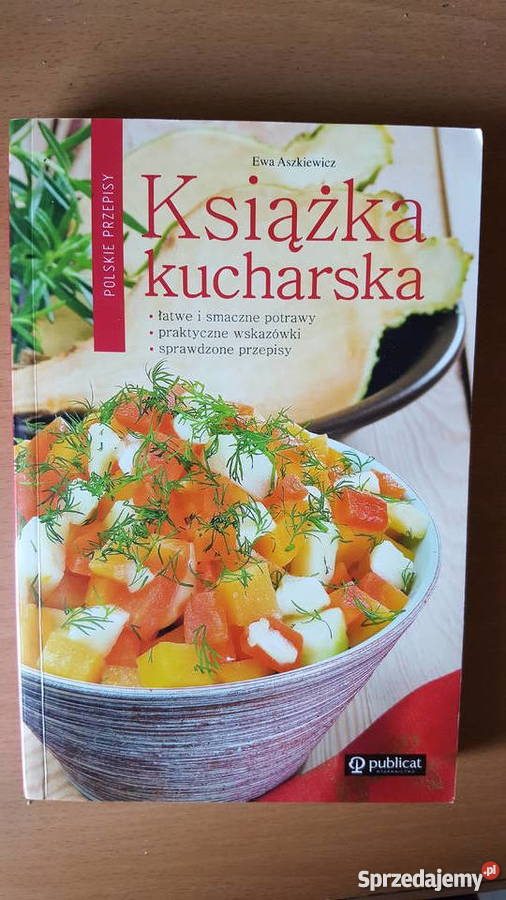 Ewa Aszkiewicz
POLSKIE PRZEPISY
Książka
kucharska
• łatwe i smaczne potrawy
• praktyczne wskazówki
• sprawdzone przepisy
publicat
WYDAWNICTWO
Sprzedajemy.pl